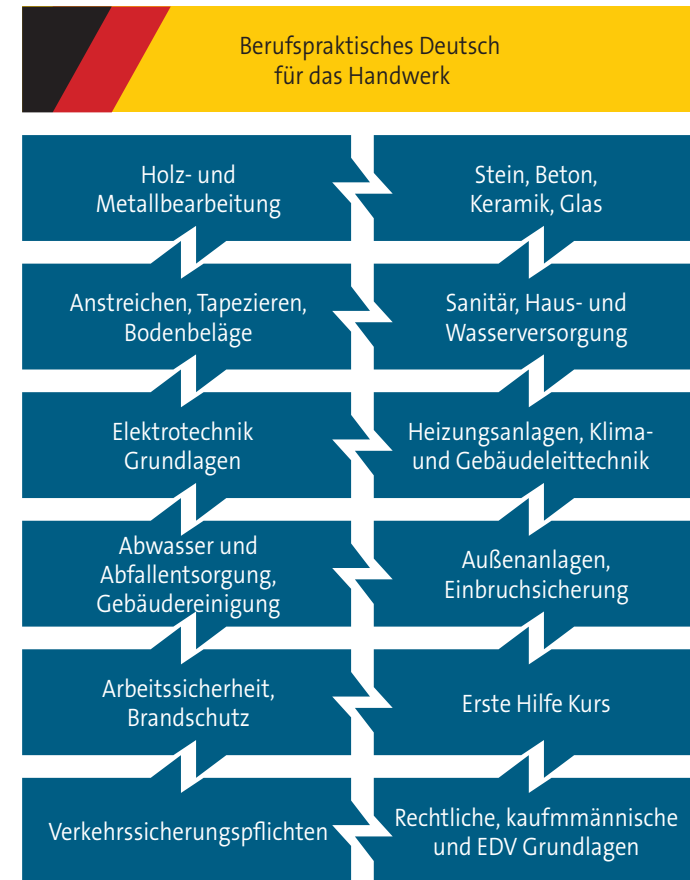 Berufspraktisches Deutsch
für das Handwerk
Holz- und
Metallbearbeitung
Stein, Beton,
Keramik, Glas
Anstreichen, Tapezieren,
Bodenbeläge
Sanitär, Haus- und
Wasserversorgung
Elektrotechnik
Grundlagen
Heizungsanlagen, Klima-
und Gebäudeleittechnik
Abwasser und
Abfallentsorgung,
Gebäudereinigung
Außenanlagen,
Einbruchsicherung
Arbeitssicherheit,
Brandschutz
Erste Hilfe Kurs
Verkehrssicherungspflichten
Rechtliche, kaufmmännische
und EDV Grundlagen